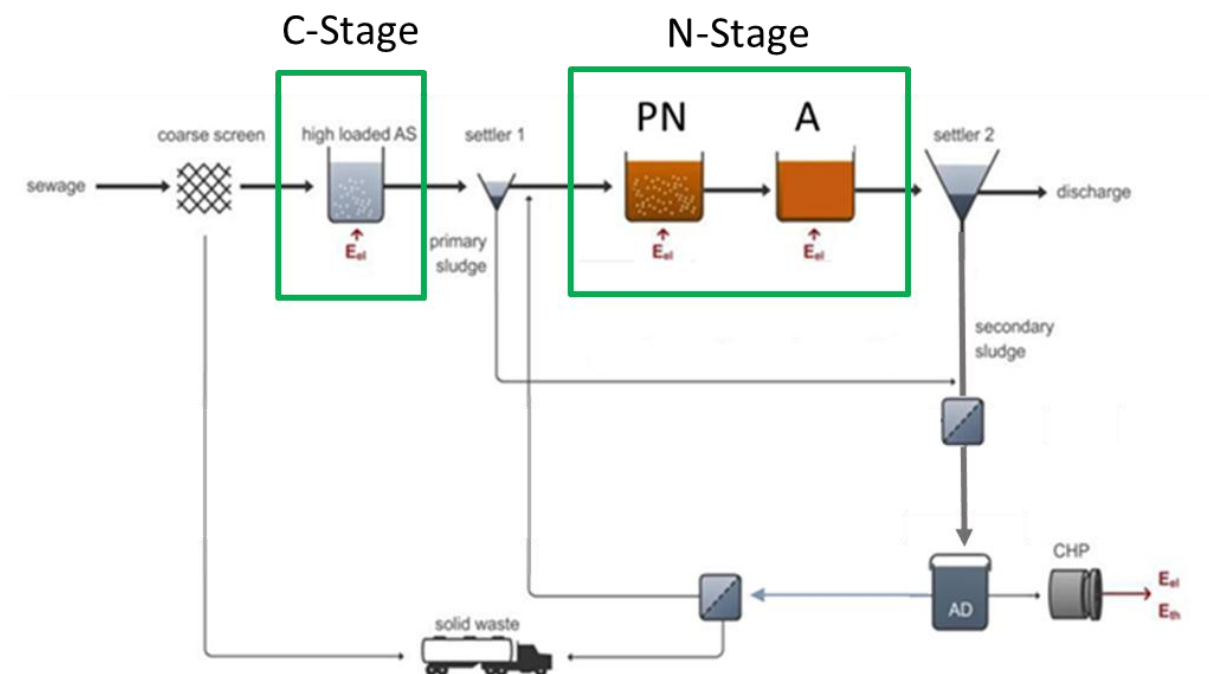 C-Stage
N-Stage
coarse screen
high loaded AS
settler 1
PN
A
settler 2
sewage
discharge
Eel
Eel
Eel
primary
sludge
secondary
sludge
CHP
AD
Eel
Eth
solid waste